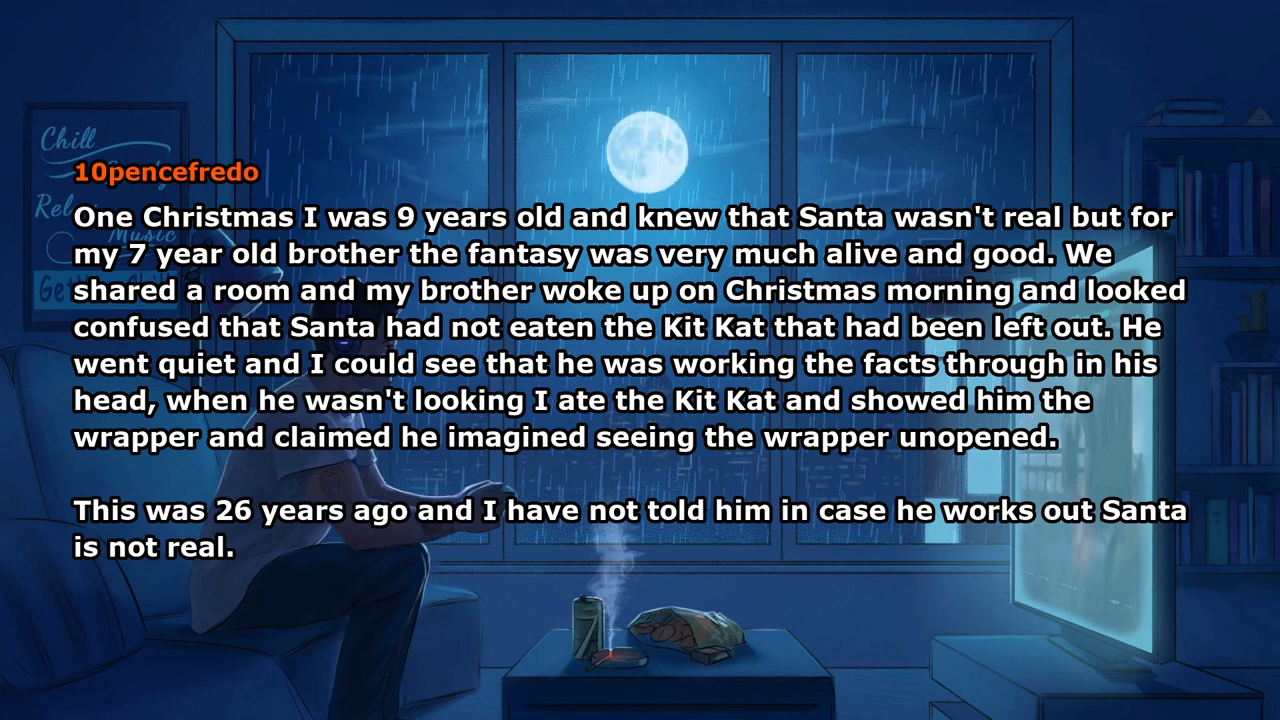 Chill
10pencefredo
One Christmas I was 9 years old and knew that Santa wasn't real but for
my 7 year old brother the fantasy was very much alive and good. We
shared a room and my brother woke up on Christmas morning and looked
confused that Santa had not eaten the Kit Kat that had been left out. He
went quiet and I could see that he was working the facts through in his
head, when he wasn't looking I ate the Kit Kat and showed him the
wrapper and claimed he imagined seeing the wrapper unopened.
This was 26 years ago and I have not told him in case he works out Santa
is not real.
Music